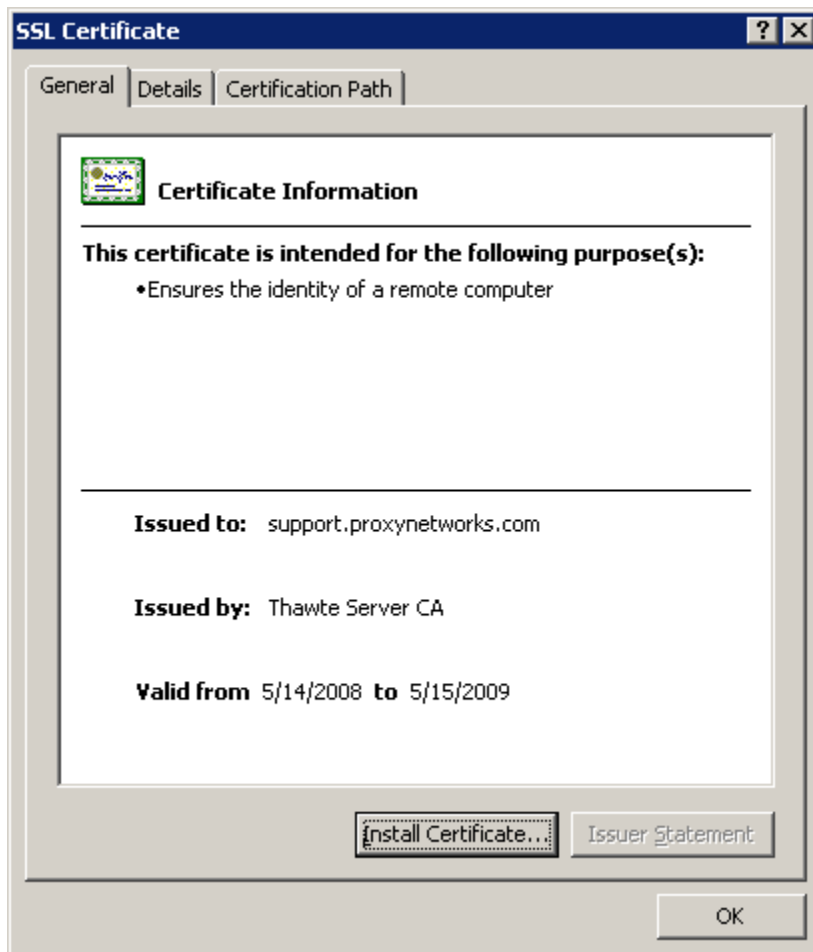 SSL Certificate
General Details Certification Path
Certificate Information
This certificate is intended for the following purpose(s):
•Ensures the identity of a remote computer
Issued to: support.proxynetworks.com
Issued by: Thawte Server CA
Valid from 5/14/2008 to 5/15/2009
Install Certificate... Issuer Statement
OK